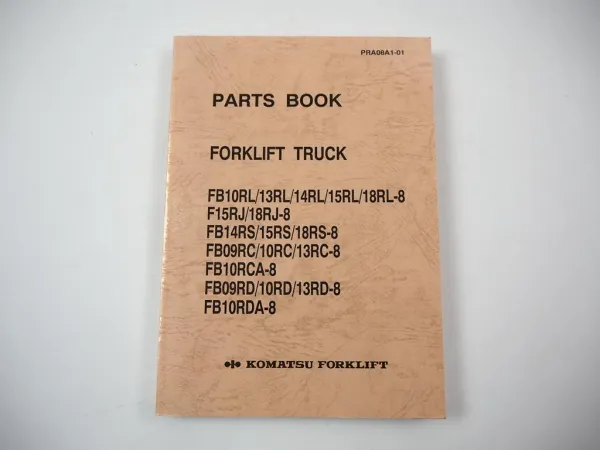 PRA08A1-01
PARTS BOOK
FORKLIFT TRUCK
FB10RL/13RL/14RL/15RL/18RL-8
F15RJ/18RJ-8
FB14RS/15RS/18RS-8
FB09RC/10RC/13RC-8
FB10RCA-8
FB09RD/10RD/13RD-8
FB10RDA-8
KOMATSU FORKLIFT